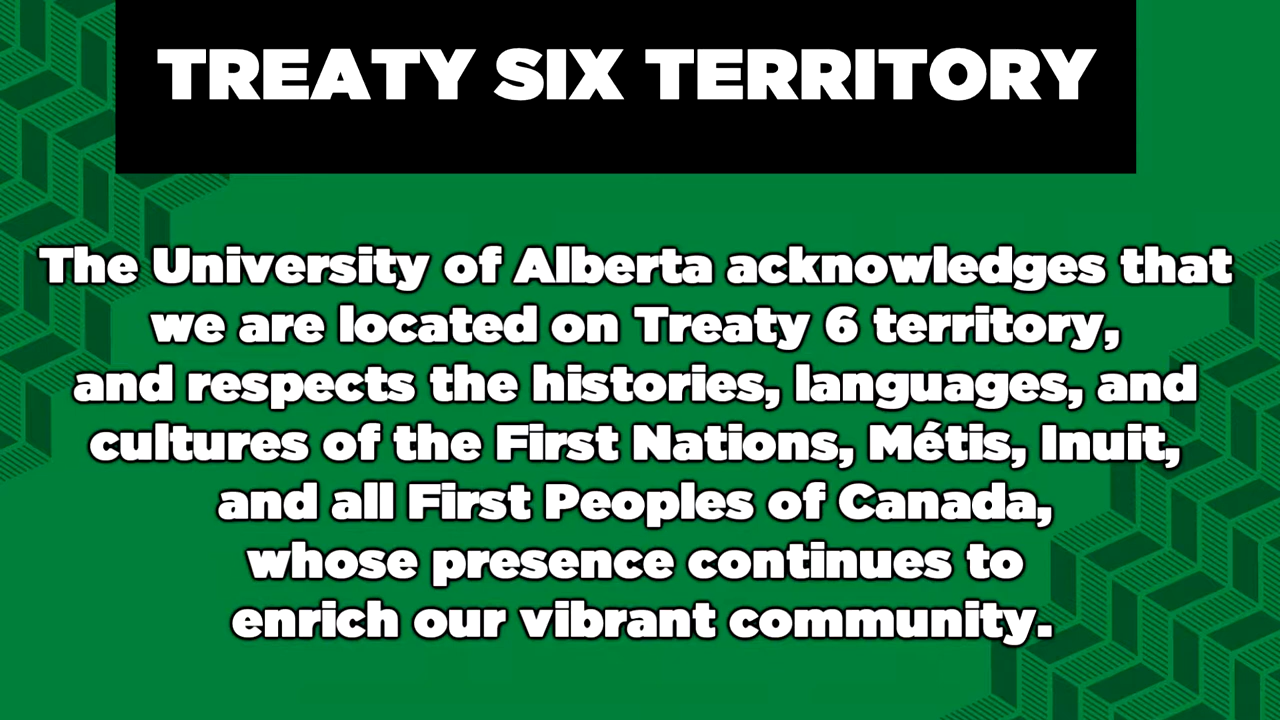 TREATY SIX TERRITORY
The University of Alberta acknowledges that
we are located on Treaty 6 territory,
and respects the histories, languages, and
cultures of the First Nations, Métis, Inuit,
and all First Peoples of Canada,
whose presence continues to
enrich our vibrant community.